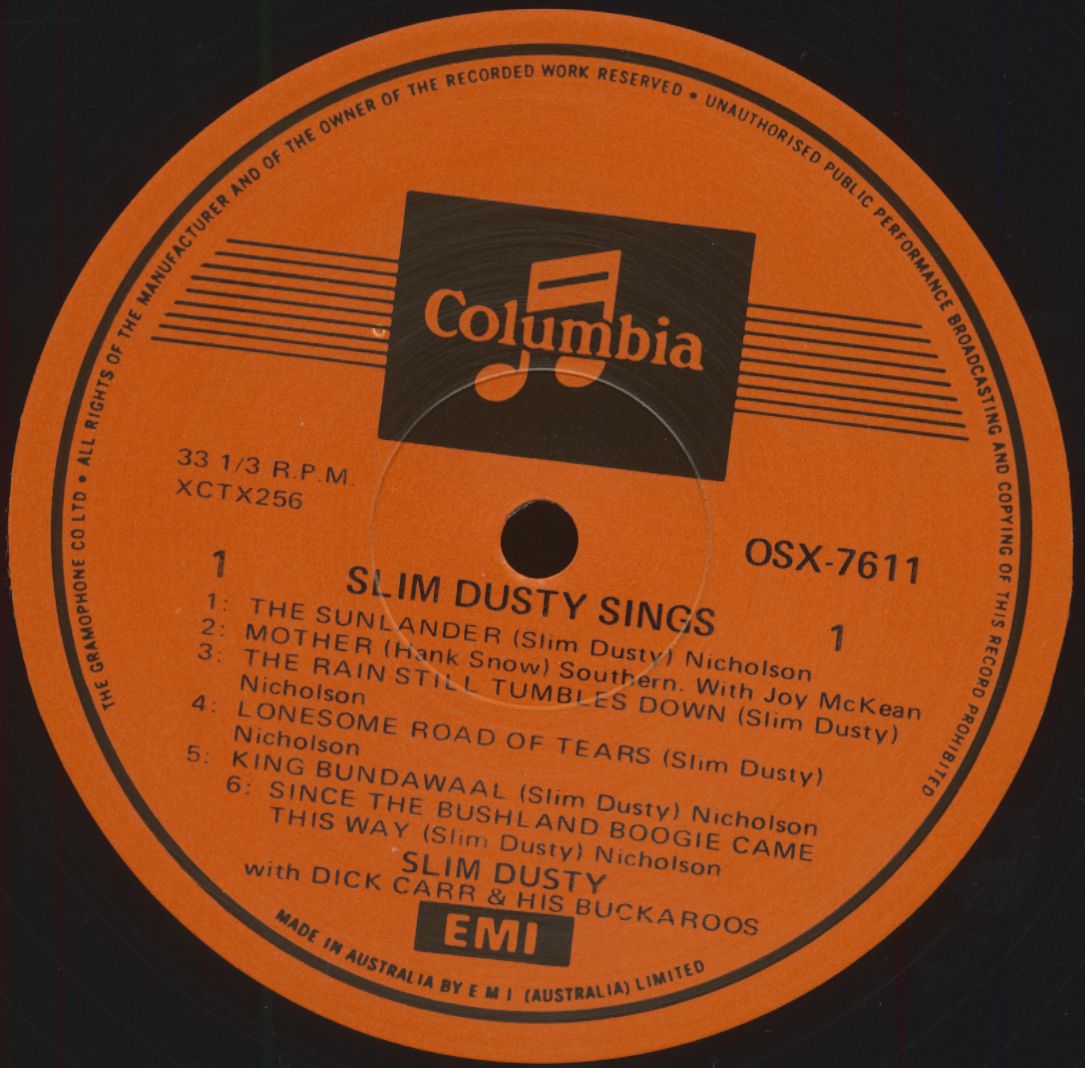 THE GRAMOPHONE CO LTD • ALL RIGHTS OF THE MANUFACTURER AND OF THE OWNER OF THE RECORDED WORK RESERVED • UNAUTHORISED PUBLIC PERFORMANCE BROADCASTING AND COPYING OF THIS RECORD PROHIBITED
Columbia
33 1/3 R.P.M.
XCTX256
OSX-7611
1
1
SLIM DUSTY SINGS
1: THE SUNLANDER (Slim Dusty) Nicholson
2: MOTHER (Hank Snow) Southern. With Joy McKean
3: THE RAIN STILL TUMBLES DOWN (Slim Dusty)
Nicholson
4: LONESOME ROAD OF TEARS (Slim Dusty)
Nicholson
5: KING BUNDAWAAL (Slim Dusty) Nicholson
6: SINCE THE BUSHLAND BOOGIE CAME
THIS WAY (Slim Dusty) Nicholson
SLIM DUSTY
with DICK CARR & HIS BUCKAROOS
EMI
MADE IN AUSTRALIA BY E M I (AUSTRALIA) LIMITED